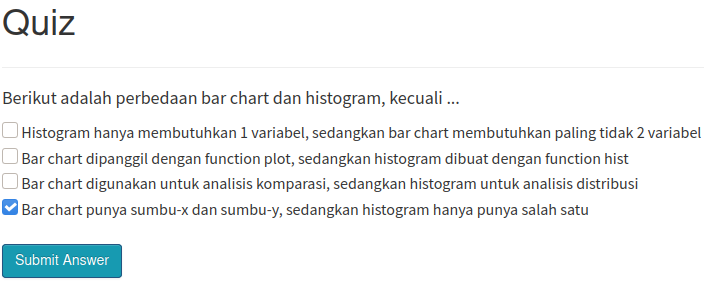 Quiz
Berikut adalah perbedaan bar chart dan histogram, kecuali ...
Histogram hanya membutuhkan 1 variabel, sedangkan bar chart membutuhkan paling tidak 2 variabel
Bar chart dipanggil dengan function plot, sedangkan histogram dibuat dengan function hist
Bar chart digunakan untuk analisis komparasi, sedangkan histogram untuk analisis distribusi
Bar chart punya sumbu-x dan sumbu-y, sedangkan histogram hanya punya salah satu
Submit Answer